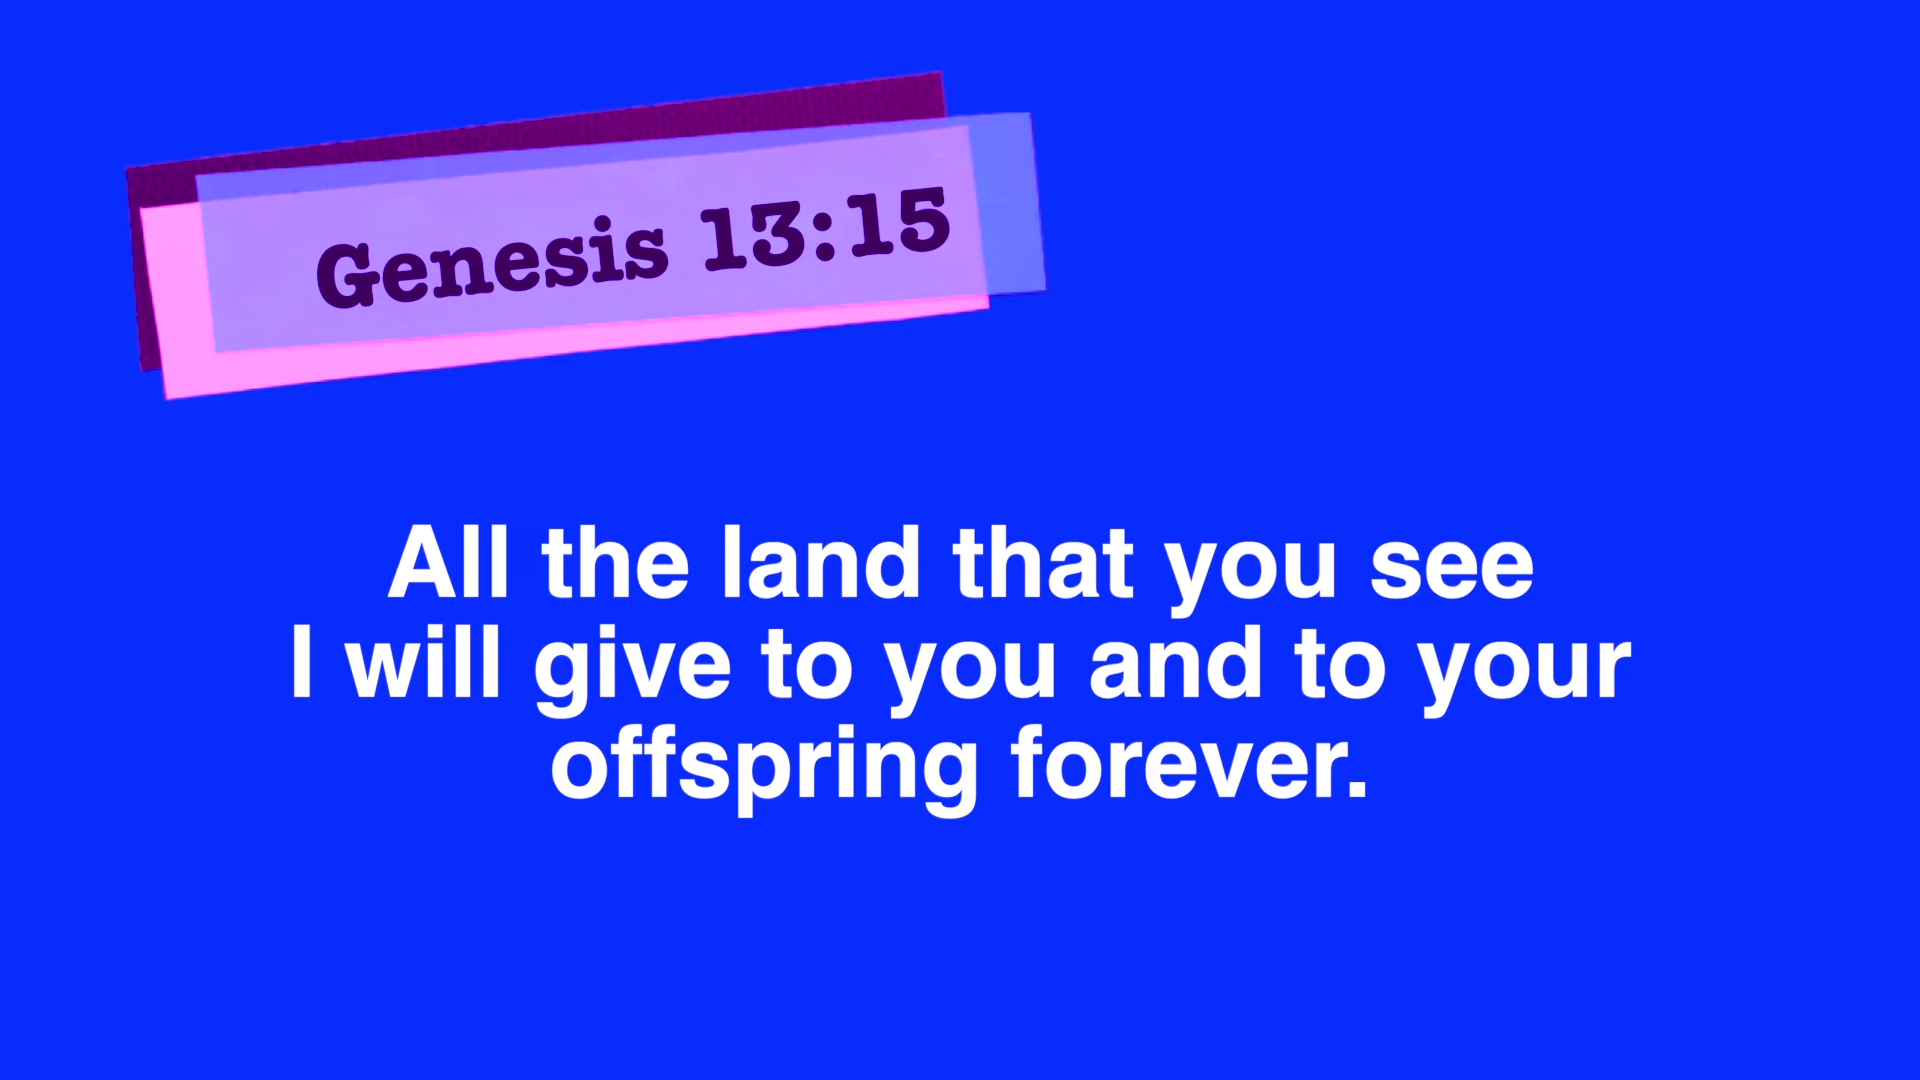 Genesis 13:15
All the land that you see
I will give to you and to your
offspring forever.